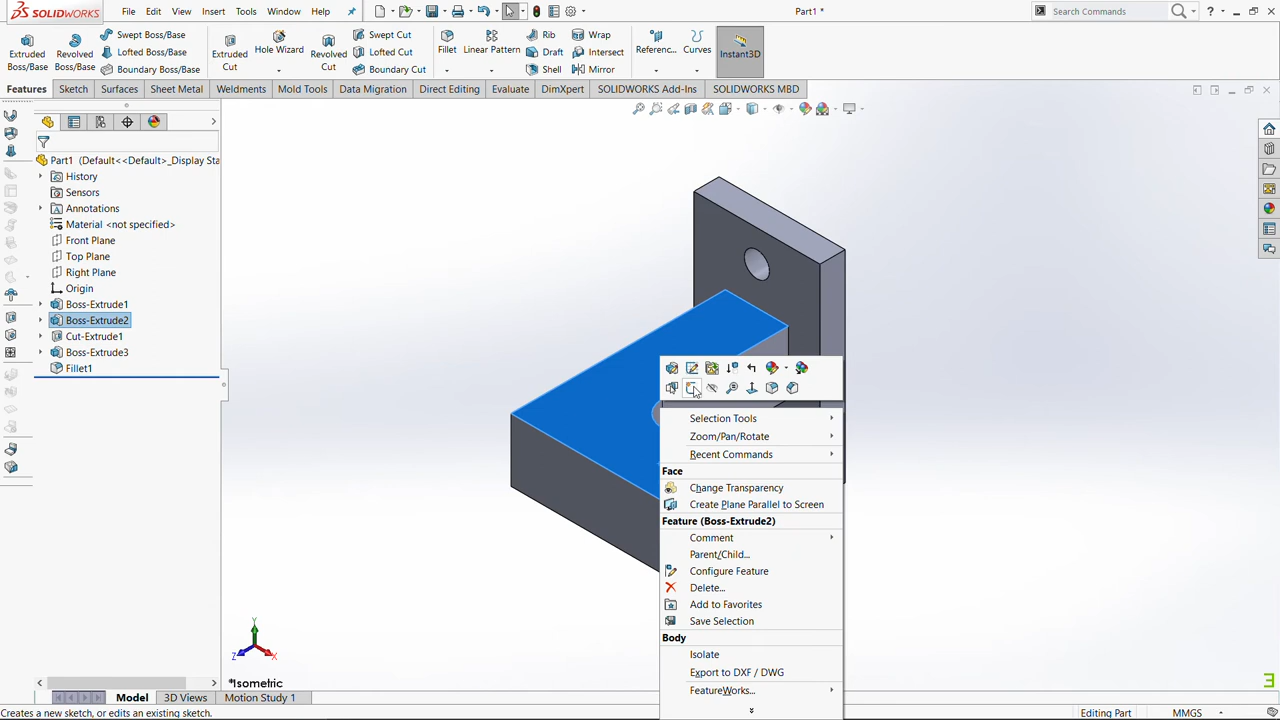 SOLIDWORKS File Edit View Insert Tools Window Help Part1 * Search Commands ?
Extruded Boss/Base
Revolved Boss/Base
Swept Boss/Base
Lofted Boss/Base
Boundary Boss/Base
Extruded Cut
Hole Wizard
Revolved Cut
Swept Cut
Lofted Cut
Boundary Cut
Fillet
Linear Pattern
Rib
Draft
Shell
Wrap
Intersect
Mirror
Referenc...
Curves
Instant3D
Features Sketch Surfaces Sheet Metal Weldments Mold Tools Data Migration Direct Editing Evaluate DimXpert SOLIDWORKS Add-Ins SOLIDWORKS MBD
Part1 (Default<<Default>_Display Sta
History
Sensors
Annotations
Material <not specified>
Front Plane
Top Plane
Right Plane
Origin
Boss-Extrude1
Boss-Extrude2
Cut-Extrude1
Boss-Extrude3
Fillet1
Selection Tools
Zoom/Pan/Rotate
Recent Commands
Face
Change Transparency
Create Plane Parallel to Screen
Feature (Boss-Extrude2)
Comment
Parent/Child...
Configure Feature
Delete...
Add to Favorites
Save Selection
Body
Isolate
Export to DXF / DWG
FeatureWorks...
Y
Z X
*Isometric
Model 3D Views Motion Study 1
Creates a new sketch, or edits an existing sketch. Editing Part MMGS